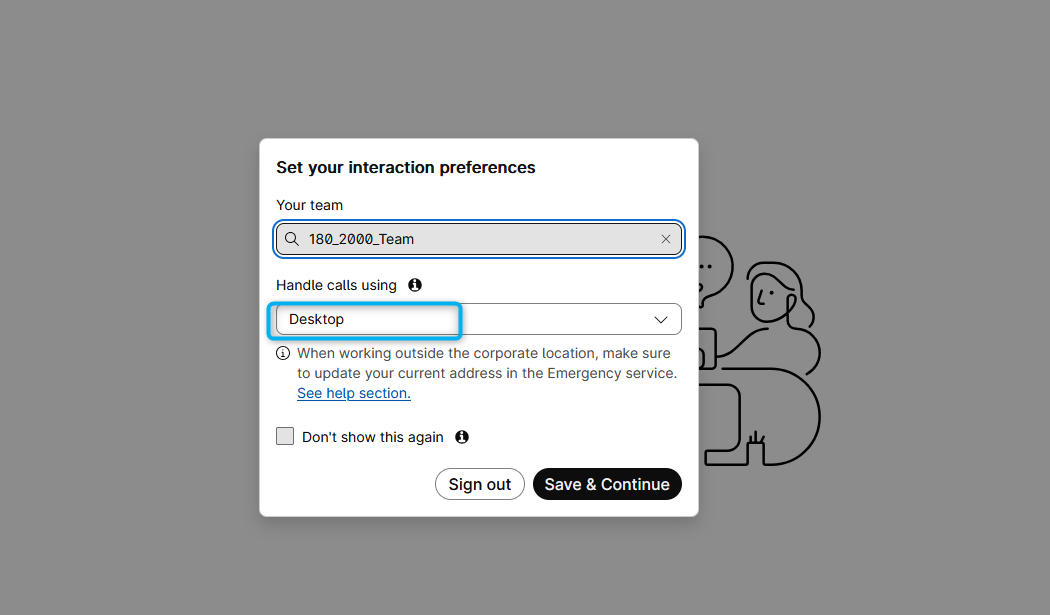 Set your interaction preferences
Your team
180_2000_Team
Handle calls using
Desktop
When working outside the corporate location, make sure
to update your current address in the Emergency service.
See help section.
Don't show this again
Sign out
Save & Continue